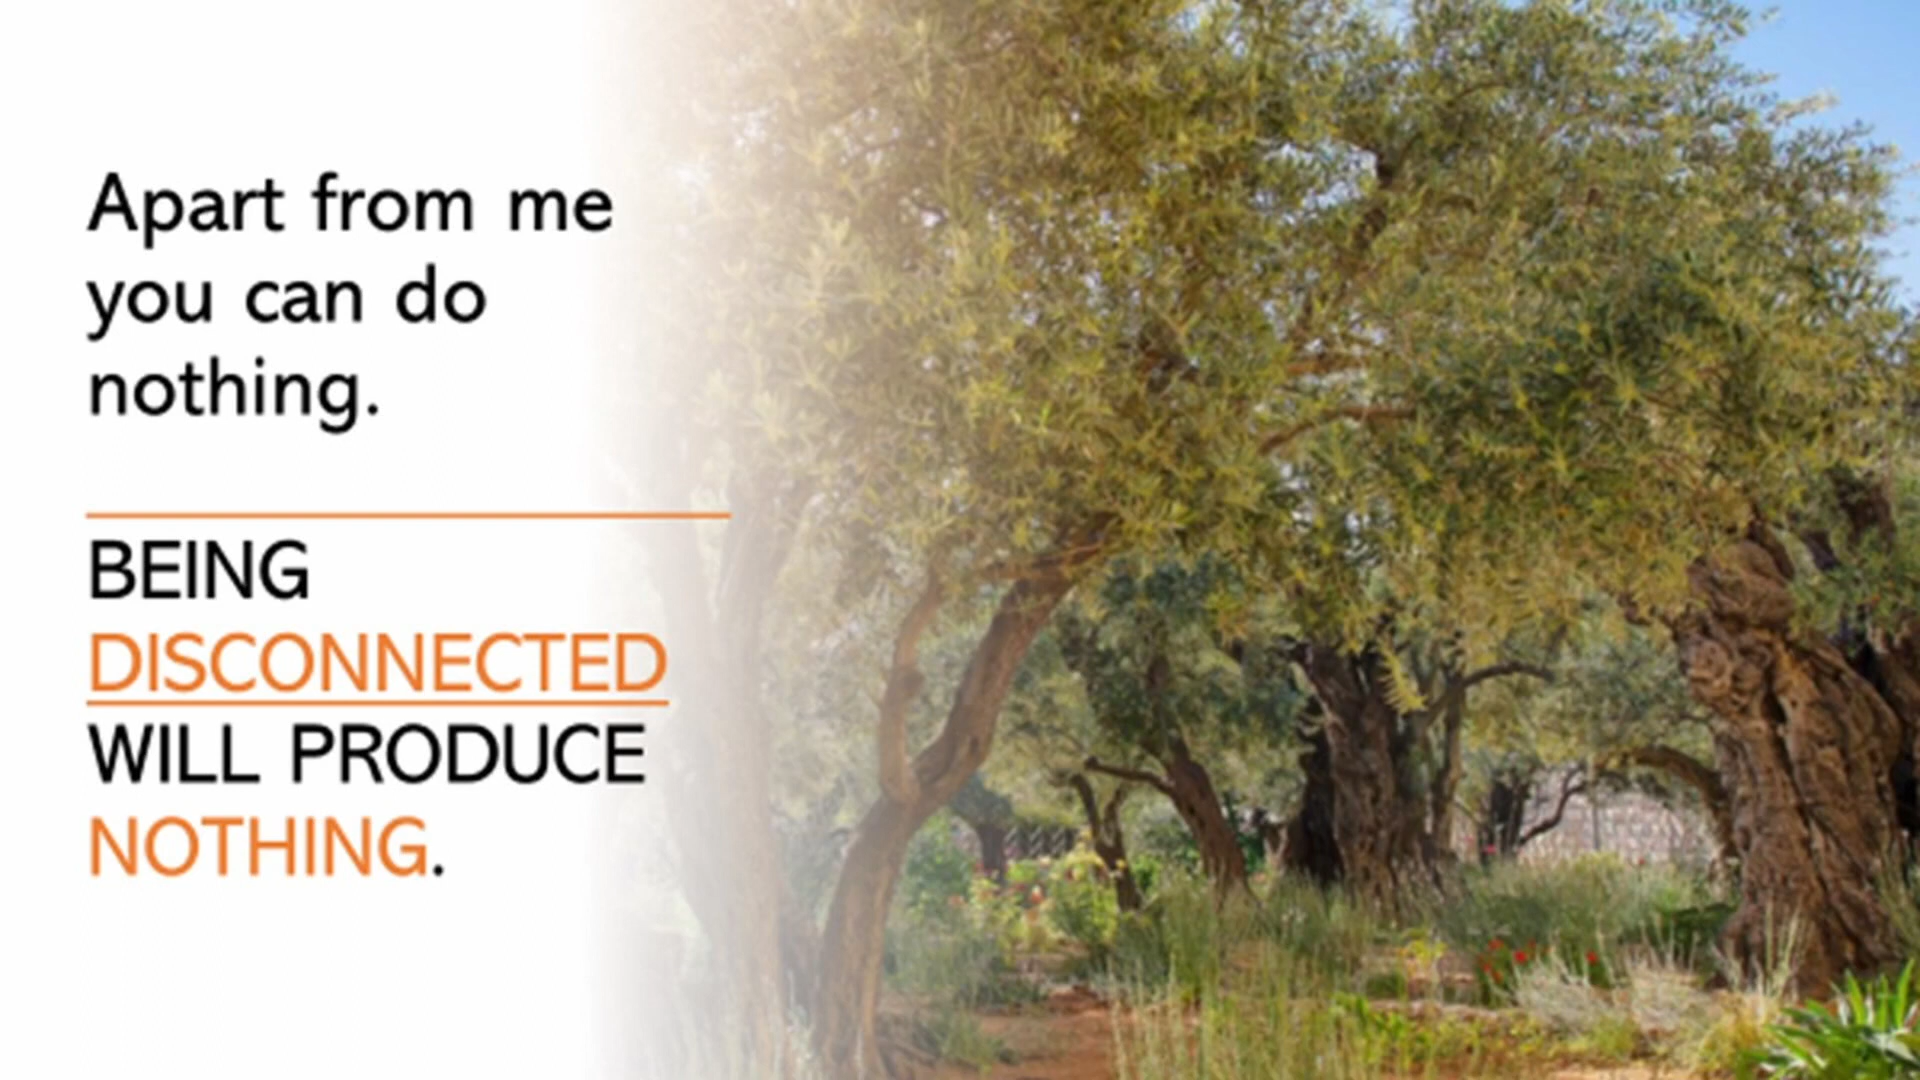 Apart from me
you can do
nothing.
BEING
DISCONNECTED
WILL PRODUCE
NOTHING.